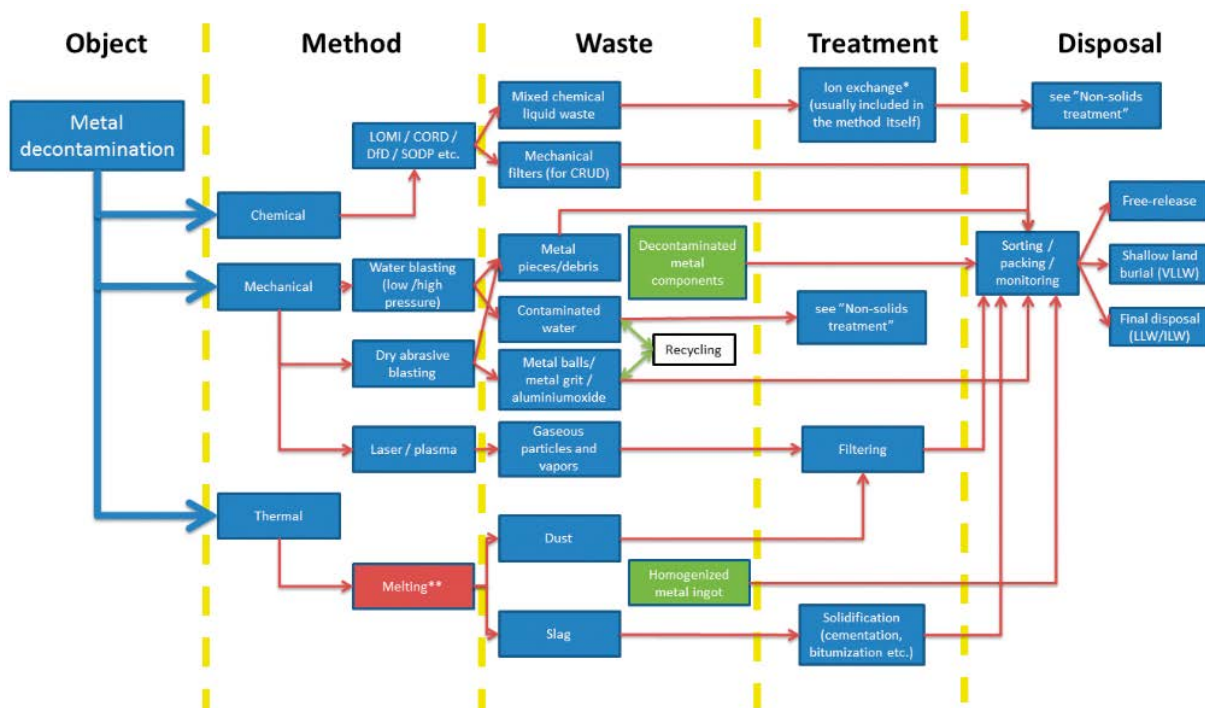 Object
Method
Waste
Treatment
Disposal
Metal
decontamination
LOMI / CORD /
DfD / SODP etc.
Mixed chemical
liquid waste
Ion exchange*
(usually included in
the method Itself)
see "Non-solids
treatment"
Mechanical
filters (for CRUD)
Chemical
Mechanical
Water blasting
(low /high
pressure)
Metal
pieces/debris
Decontaminated
metal
components
Sorting /
packing /
monitoring
Free-release
Shallow land
burial (VLLW)
Final disposal
(LLW/ILW)
Contaminated
water
see "Non-solids
treatment"
Recycling
Dry abrasive
blasting
Metal balls/
metal grit /
aluminiumoxide
Laser / plasma
Gaseous
particles and
vapors
Filtering
Thermal
Dust
Melting**
Homogenized
metal ingot
Slag
Solidification
(cementation,
bitumization etc.)